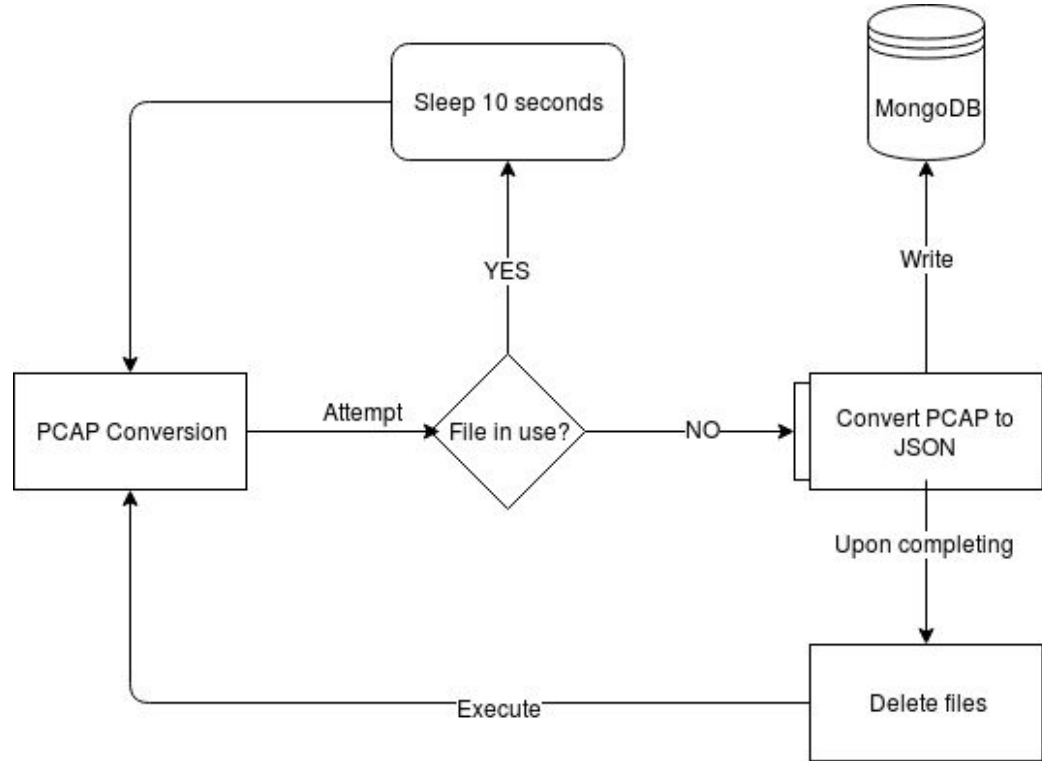 Sleep 10 seconds
MongoDB
YES
Write
PCAP Conversion
Attempt
File in use?
NO
Convert PCAP to
JSON
Upon completing
Execute
Delete files